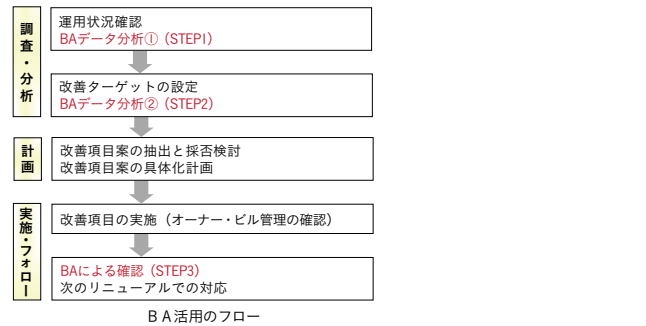 調査・分析
運用状況確認
BAデータ分析①（STEP1）
改善ターゲットの設定
BAデータ分析②（STEP2）
計画
改善項目案の抽出と採否検討
改善項目案の具体化計画
実施・フォロー
改善項目の実施（オーナー・ビル管理の確認）
BAによる確認（STEP3）
次のリニューアルでの対応
ＢＡ活用のフロー